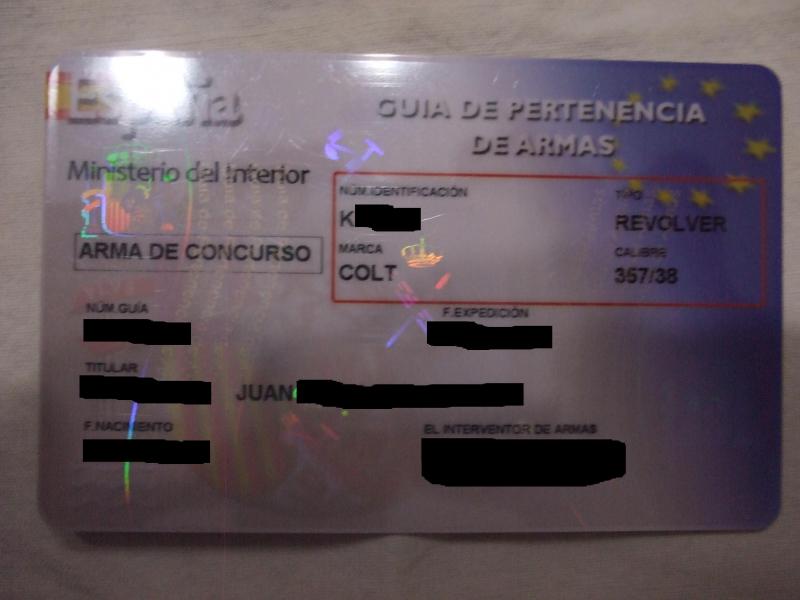 España
GUIA DE PERTENENCIA
DE ARMAS
Ministerio del Interior
NÚM.IDENTIFICACIÓN
TIPO
K
REVOLVER
ARMA DE CONCURSO
MARCA
CALIBRE
COLT
357/38
NÚM.GUÍA
F.EXPEDICIÓN
TITULAR
JUAN
F.NACIMIENTO
EL INTERVENTOR DE ARMAS